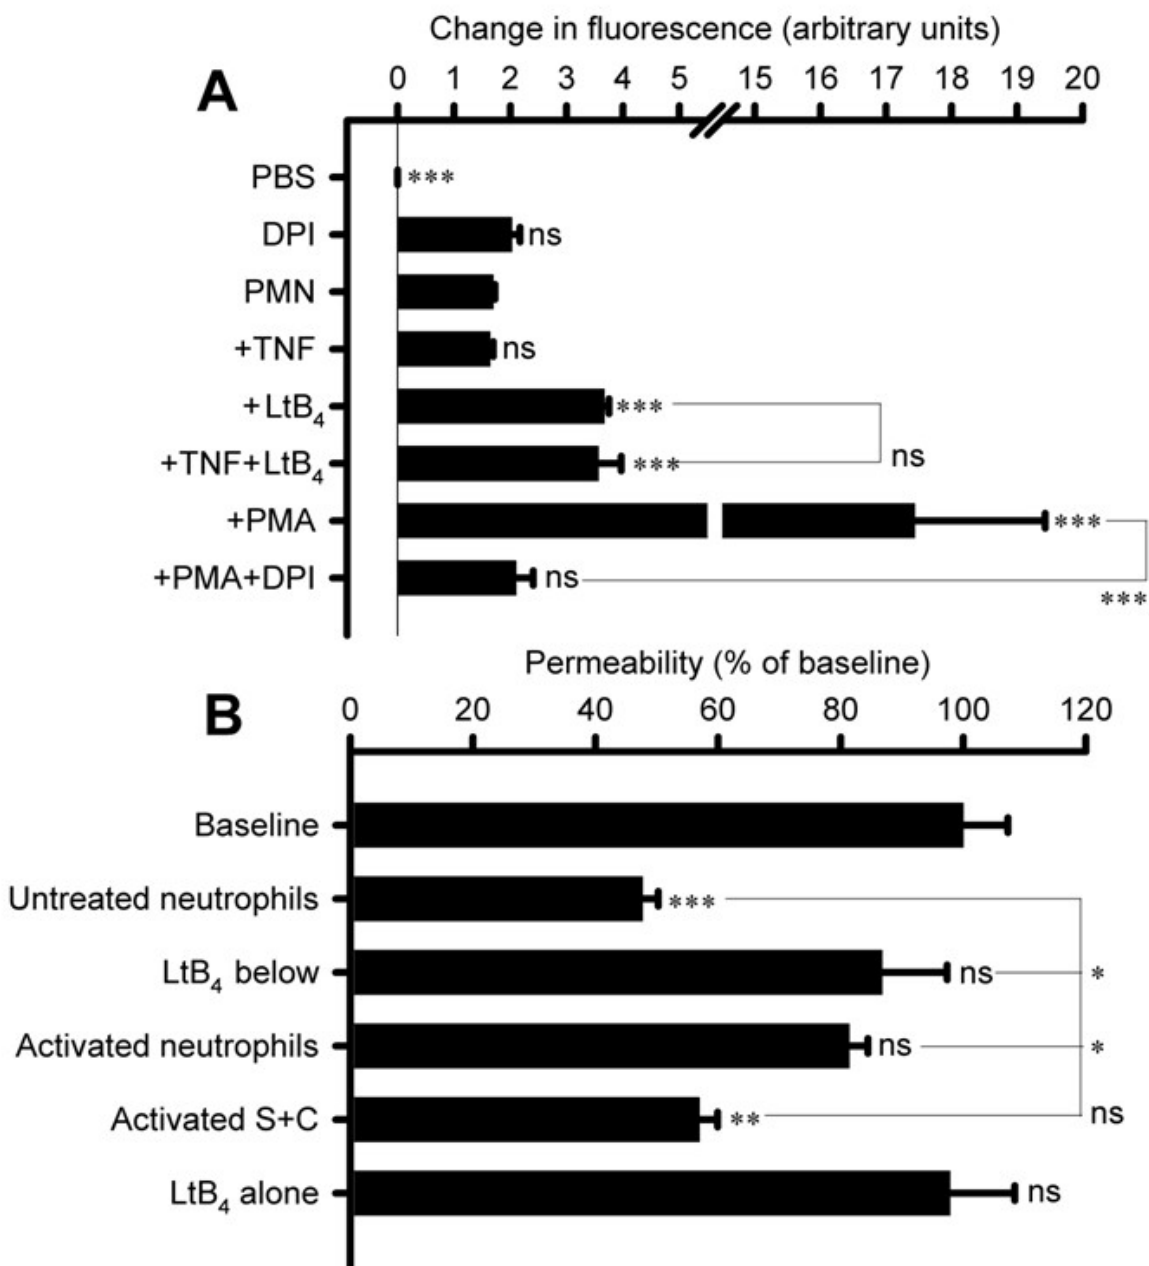 Change in fluorescence (arbitrary units)
A
0 1 2 3 4 5 15 16 17 18 19 20
PBS ***
DPI ns
PMN
+TNF ns
+LtB₄ ***
+TNF+LtB₄ *** ns
+PMA ***
+PMA+DPI ns
***
Permeability (% of baseline)
B
0 20 40 60 80 100 120
Baseline
Untreated neutrophils ***
LtB₄ below ns *
Activated neutrophils ns *
Activated S+C ** ns
LtB₄ alone ns